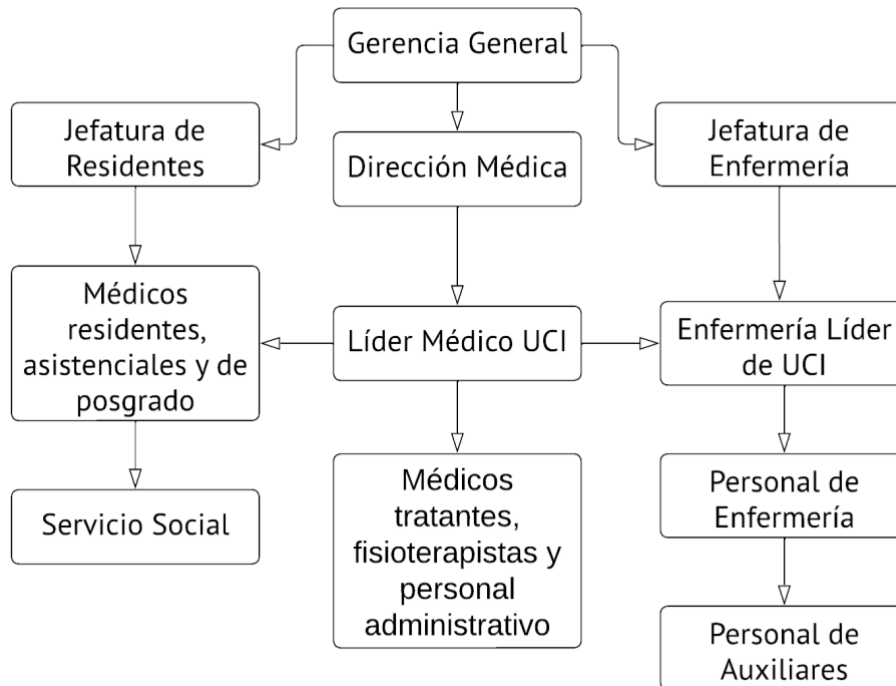 Gerencia General
Jefatura de
Residentes
Dirección Médica
Jefatura de
Enfermería
Médicos
residentes,
asistenciales y de
posgrado
Líder Médico UCI
Enfermería Líder
de UCI
Servicio Social
Médicos
tratantes,
fisioterapistas y
personal
administrativo
Personal de
Enfermería
Personal de
Auxiliares